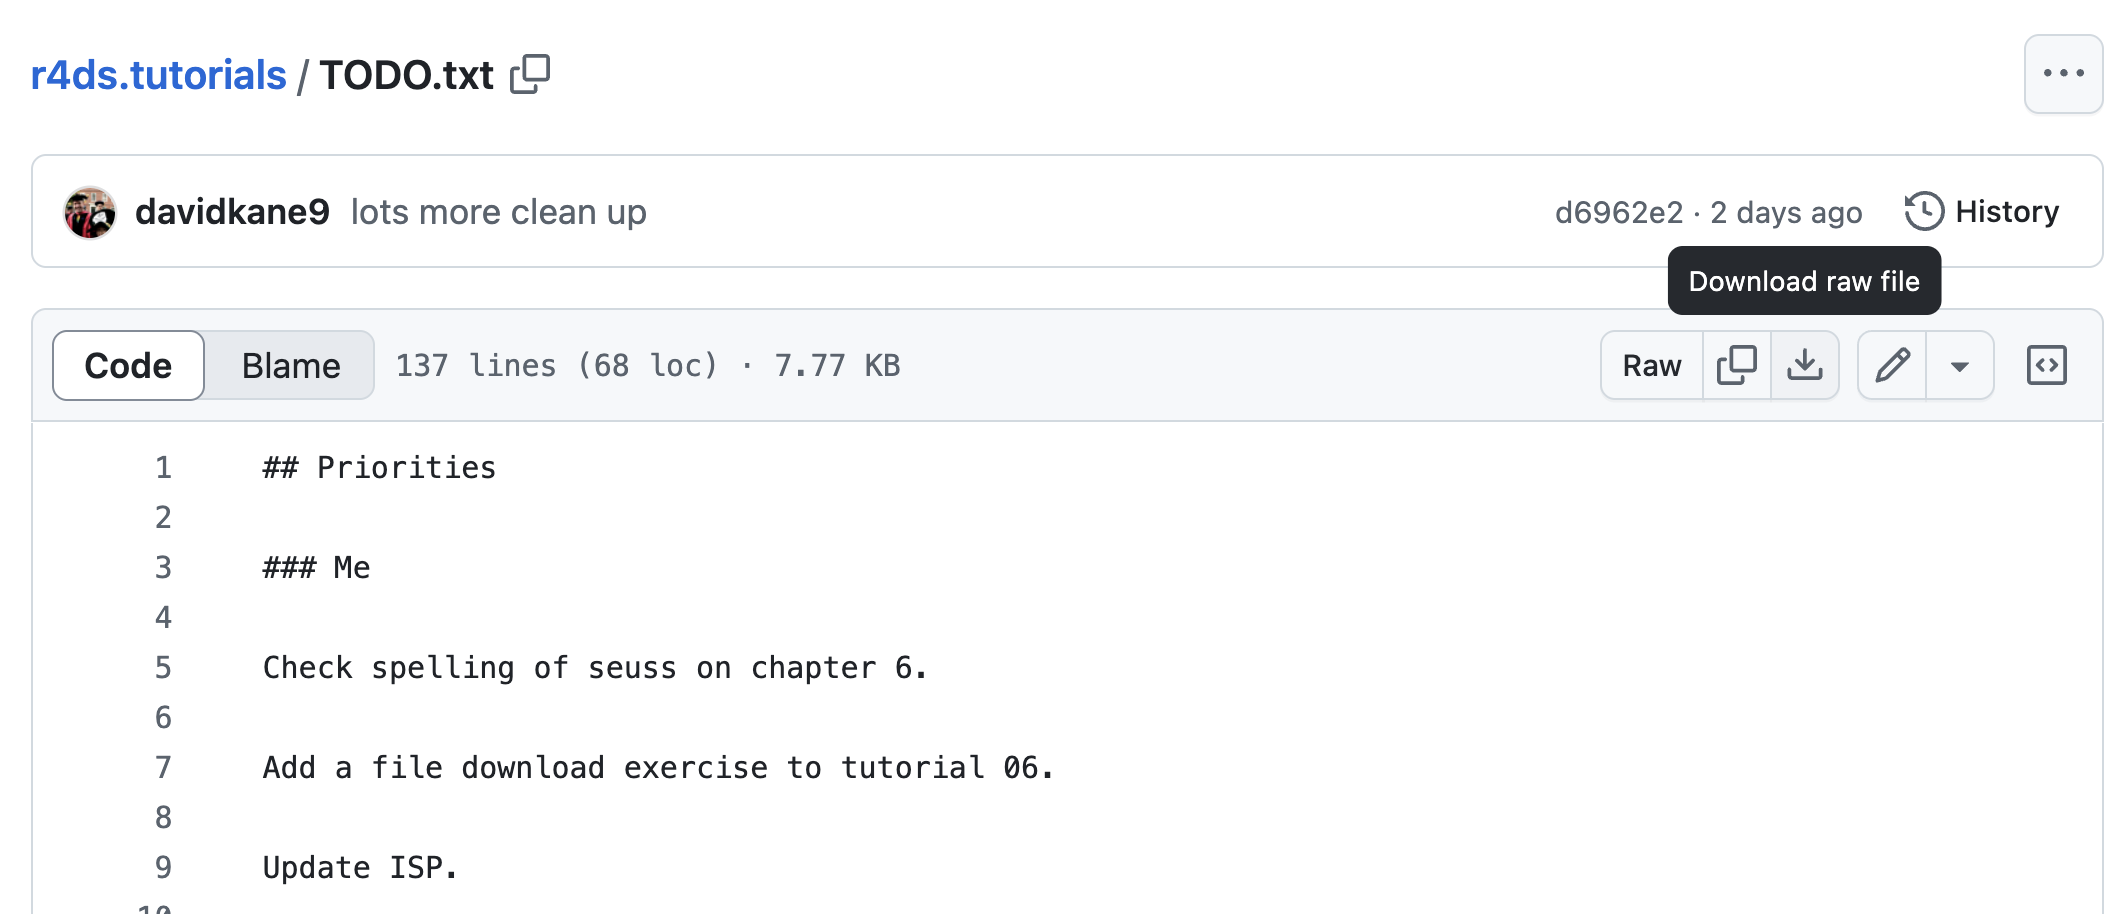 r4ds.tutorials / TODO.txt
davidkane9 lots more clean up d6962e2 · 2 days ago History
Download raw file
Code Blame 137 lines (68 loc) · 7.77 KB Raw
1 ## Priorities
2
3 ### Me
4
5 Check spelling of seuss on chapter 6.
6
7 Add a file download exercise to tutorial 06.
8
9 Update ISP.
10